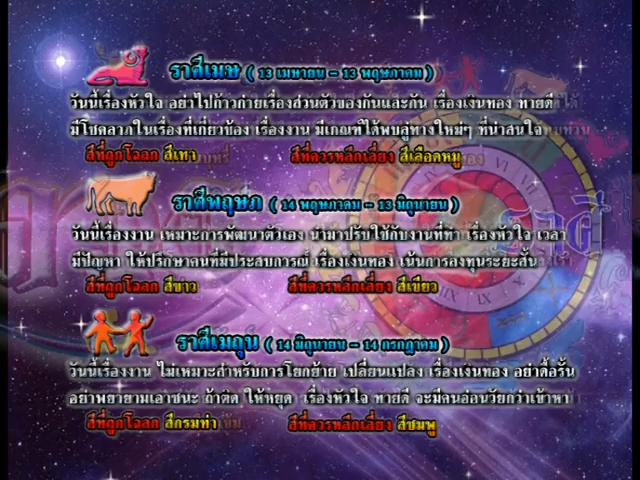 ราศีเมษ ( 13 เมษายน - 13 พฤษภาคม )
วันนี้เรื่องหัวใจ อย่าไปก้าวก่ายเรื่องส่วนตัวของกันและกัน เรื่องเงินทอง ทายดี
มีโชคลาภในเรื่องที่เกี่ยวข้อง เรื่องงาน มีเกณฑ์ได้พบลู่ทางใหม่ๆ ที่น่าสนใจ
สีที่ถูกโฉลก สีเทา สีที่ควรหลีกเลี่ยง สีเลือดหมู
ราศีพฤษภ ( 14 พฤษภาคม - 13 มิถุนายน )
วันนี้เรื่องงาน เหมาะการพัฒนาตัวเอง นำมาปรับใช้กับงานที่ทำ เรื่องหัวใจ เวลา
มีปัญหา ให้ปรึกษาคนที่มีประสบการณ์ เรื่องเงินทอง เน้นการลงทุนระยะสั้น
สีที่ถูกโฉลก สีขาว สีที่ควรหลีกเลี่ยง สีเขียว
ราศีเมถุน ( 14 มิถุนายน - 14 กรกฎาคม )
วันนี้เรื่องงาน ไม่เหมาะสำหรับการโยกย้าย เปลี่ยนแปลง เรื่องเงินทอง อย่าดื้อรั้น
อย่าพยายามเอาชนะ ถ้าติด ให้หยุด เรื่องหัวใจ ทายดี จะมีคนอ่อนวัยกว่าเข้าหา
สีที่ถูกโฉลก สีกรมท่า สีที่ควรหลีกเลี่ยง สีชมพู